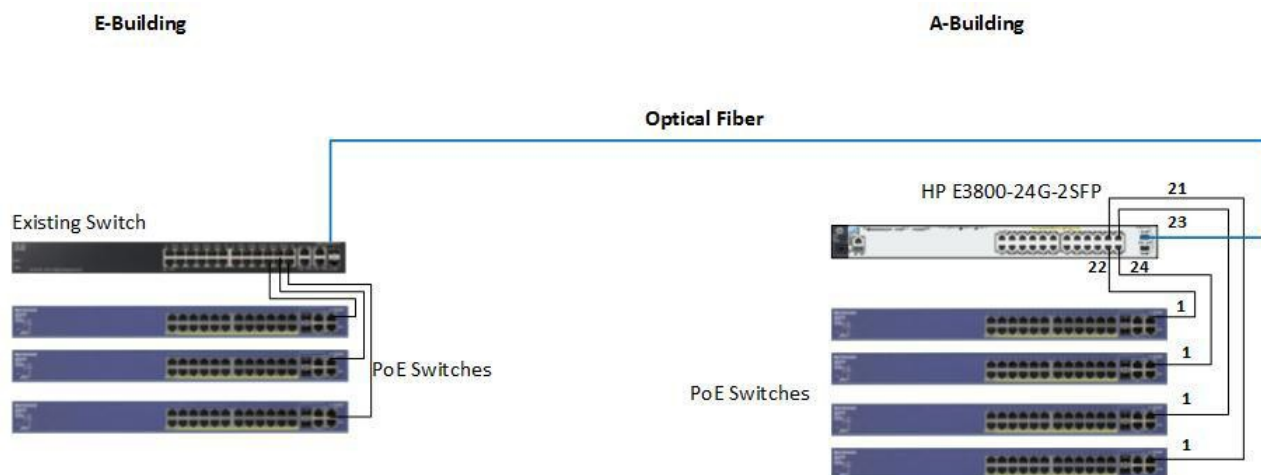 E-Building
A-Building
Optical Fiber
HP E3800-24G-2SFP
21
Existing Switch
23
22
24
1
1
PoE Switches
PoE Switches
1
1